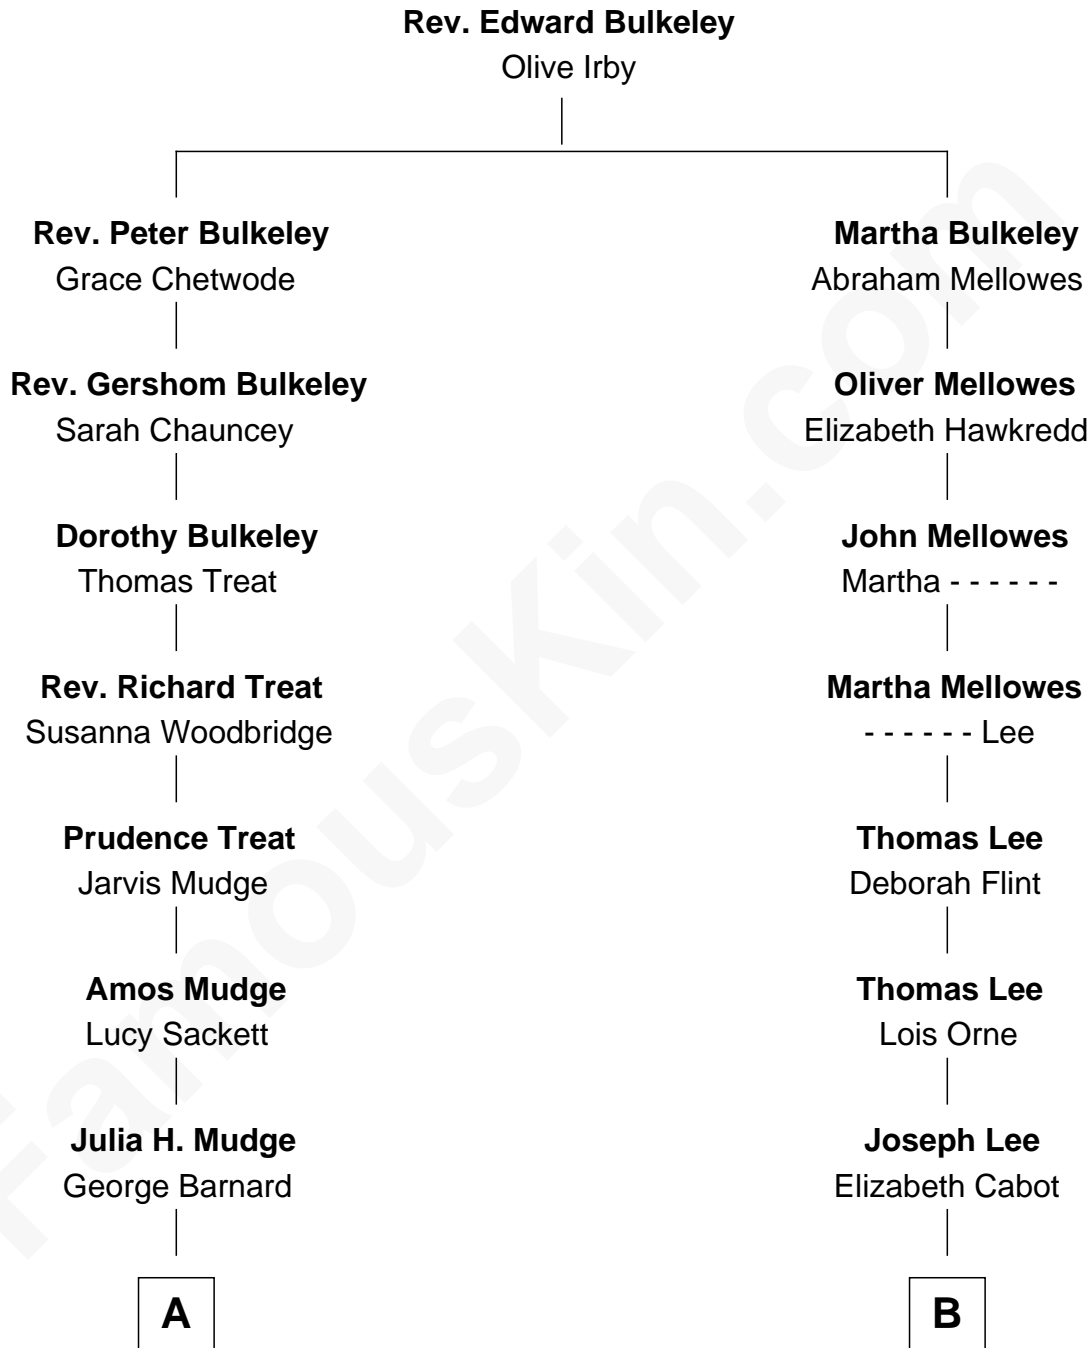 Rev. Edward Bulkeley
Olive Irby
Rev. Peter Bulkeley
Grace Chetwode
Martha Bulkeley
Abraham Mellowes
Rev. Gershom Bulkeley
Sarah Chauncey
Oliver Mellowes
Elizabeth Hawkredd
Dorothy Bulkeley
Thomas Treat
John Mellowes
Martha - - - - - -
Rev. Richard Treat
Susanna Woodbridge
Martha Mellowes
- - - - - - Lee
Prudence Treat
Jarvis Mudge
Thomas Lee
Deborah Flint
Amos Mudge
Lucy Sackett
Thomas Lee
Lois Orne
Julia H. Mudge
George Barnard
Joseph Lee
Elizabeth Cabot
A
B
FamousKin.com